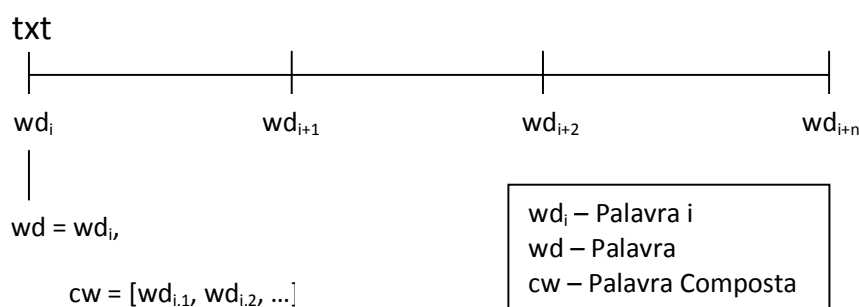 txt
wdᵢ wdᵢ₊₁ wdᵢ₊₂ wdᵢ₊ₙ
wd = wdᵢ,
cw = [wdᵢ.₁, wdᵢ.₂, …]
wdᵢ – Palavra i
wd – Palavra
cw – Palavra Composta